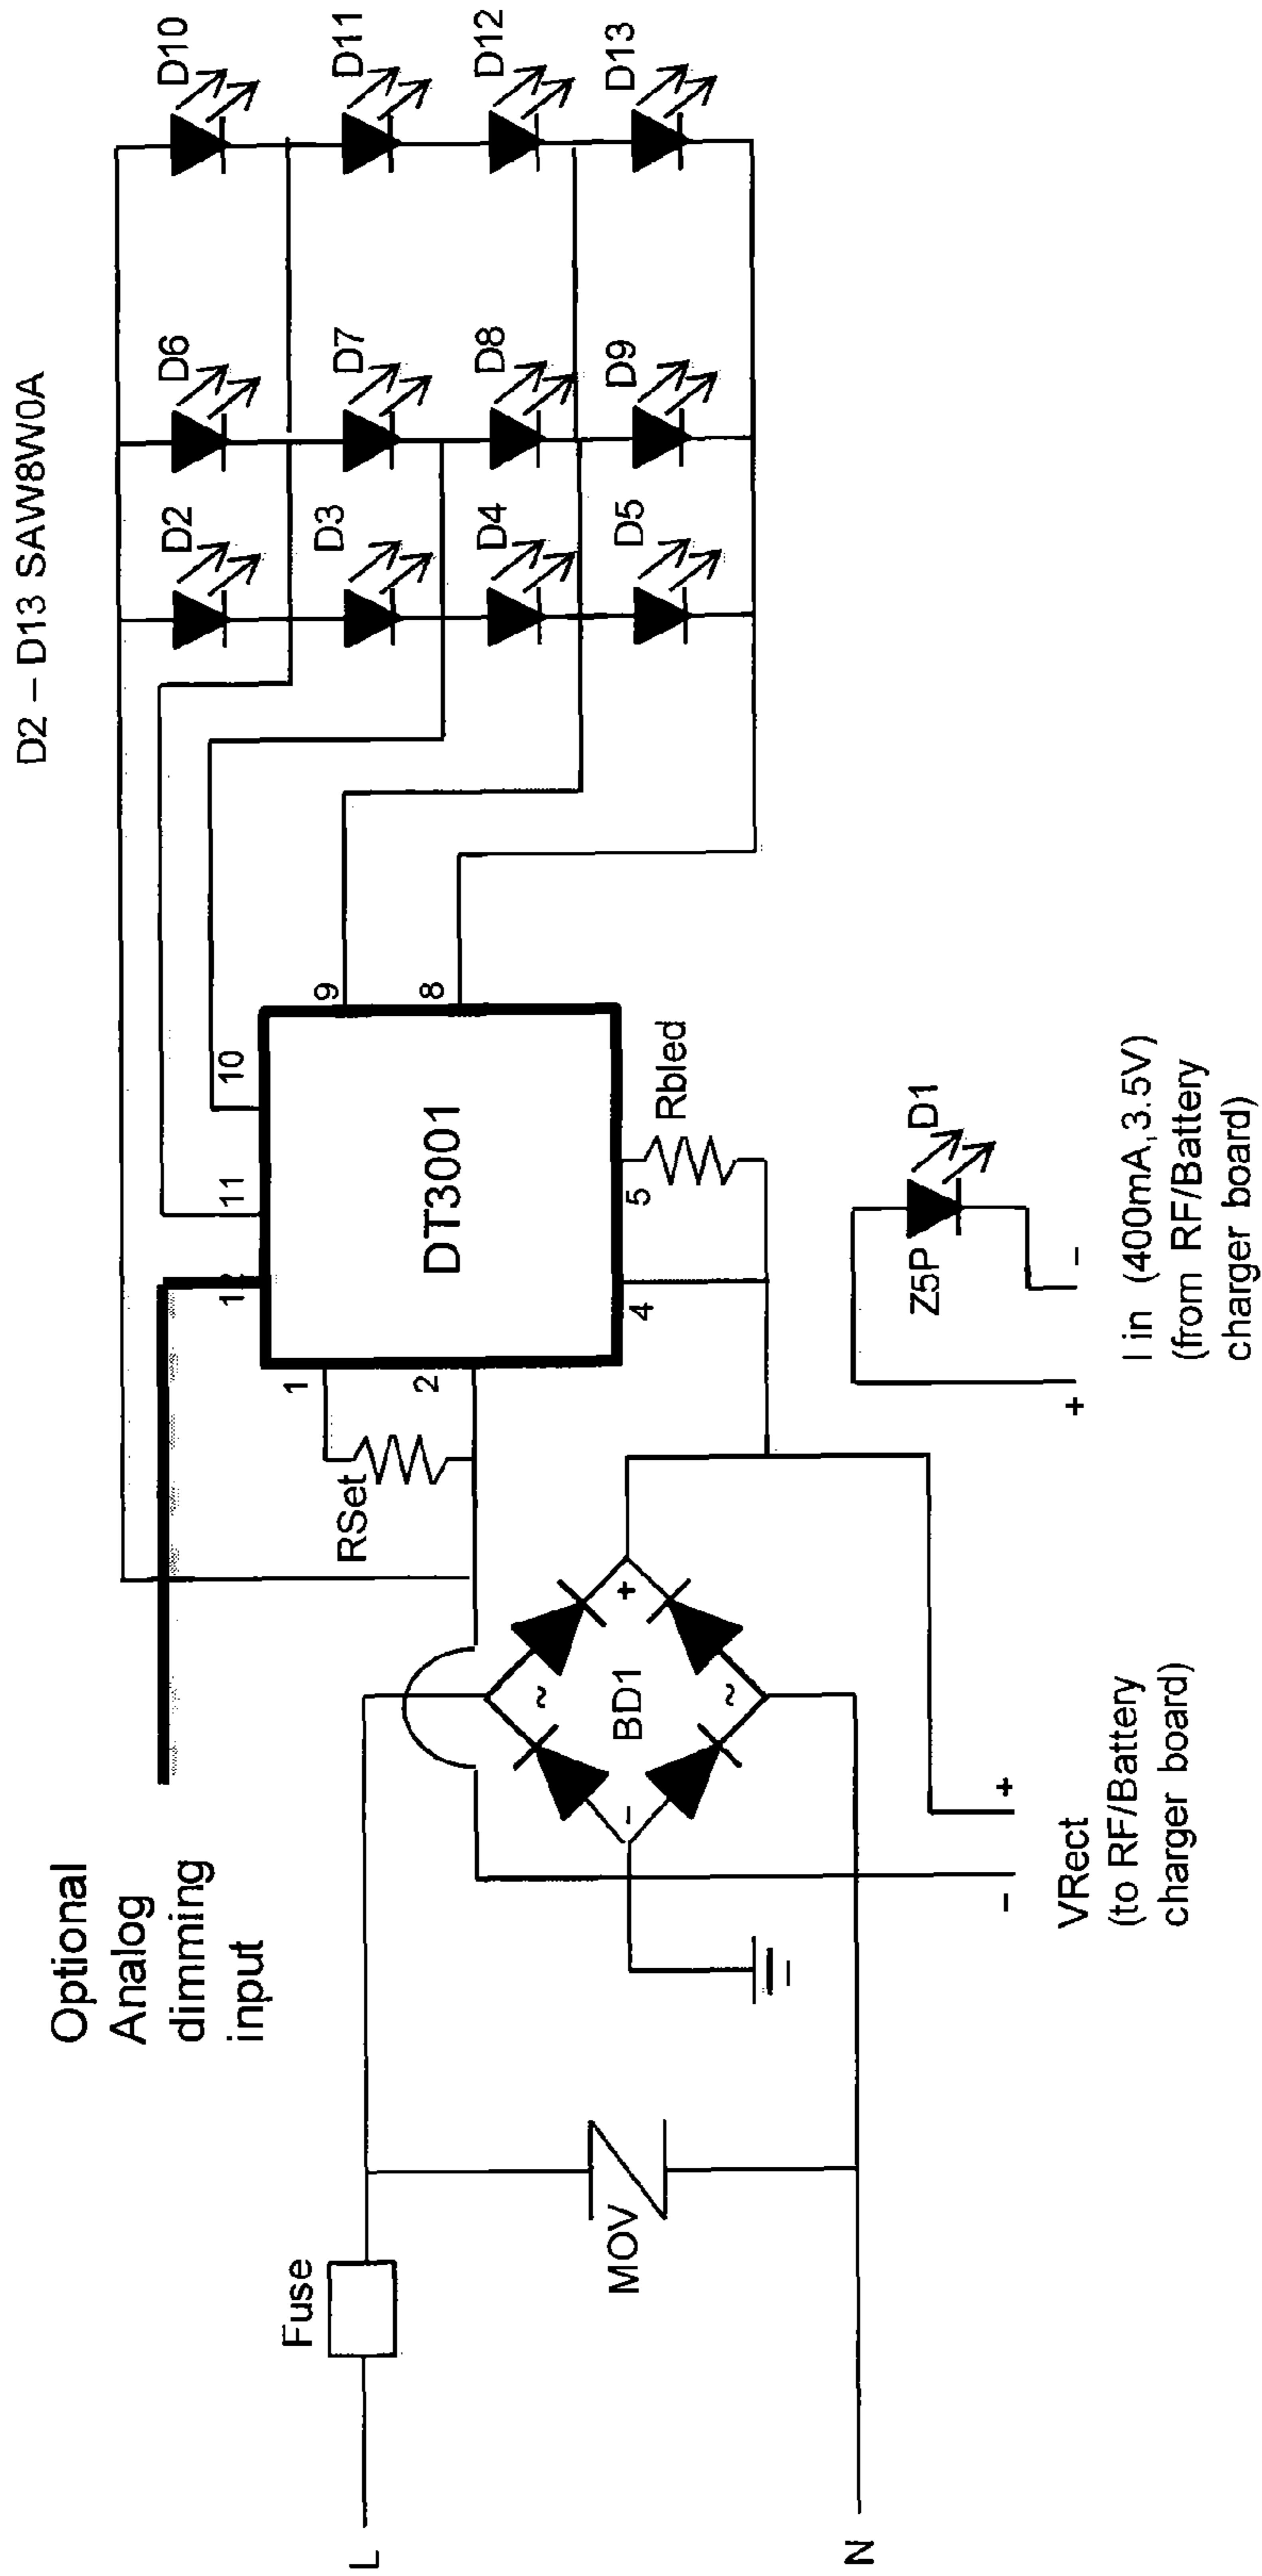 D2 – D13 SAW8W0A
Optional
Analog
dimming
input
D2
D6
D10
11
10
Fuse
RSet
1
9
D3
D7
D11
2
DT3001
8
D4
D8
D12
L
MOV
~
BD1
~
-
+
4
5
Rbled
D5
D9
D13
N
Z5P
D1
-
+
VRect
(to RF/Battery
charger board)
+
-
I in (400mA,3.5V)
(from RF/Battery
charger board)